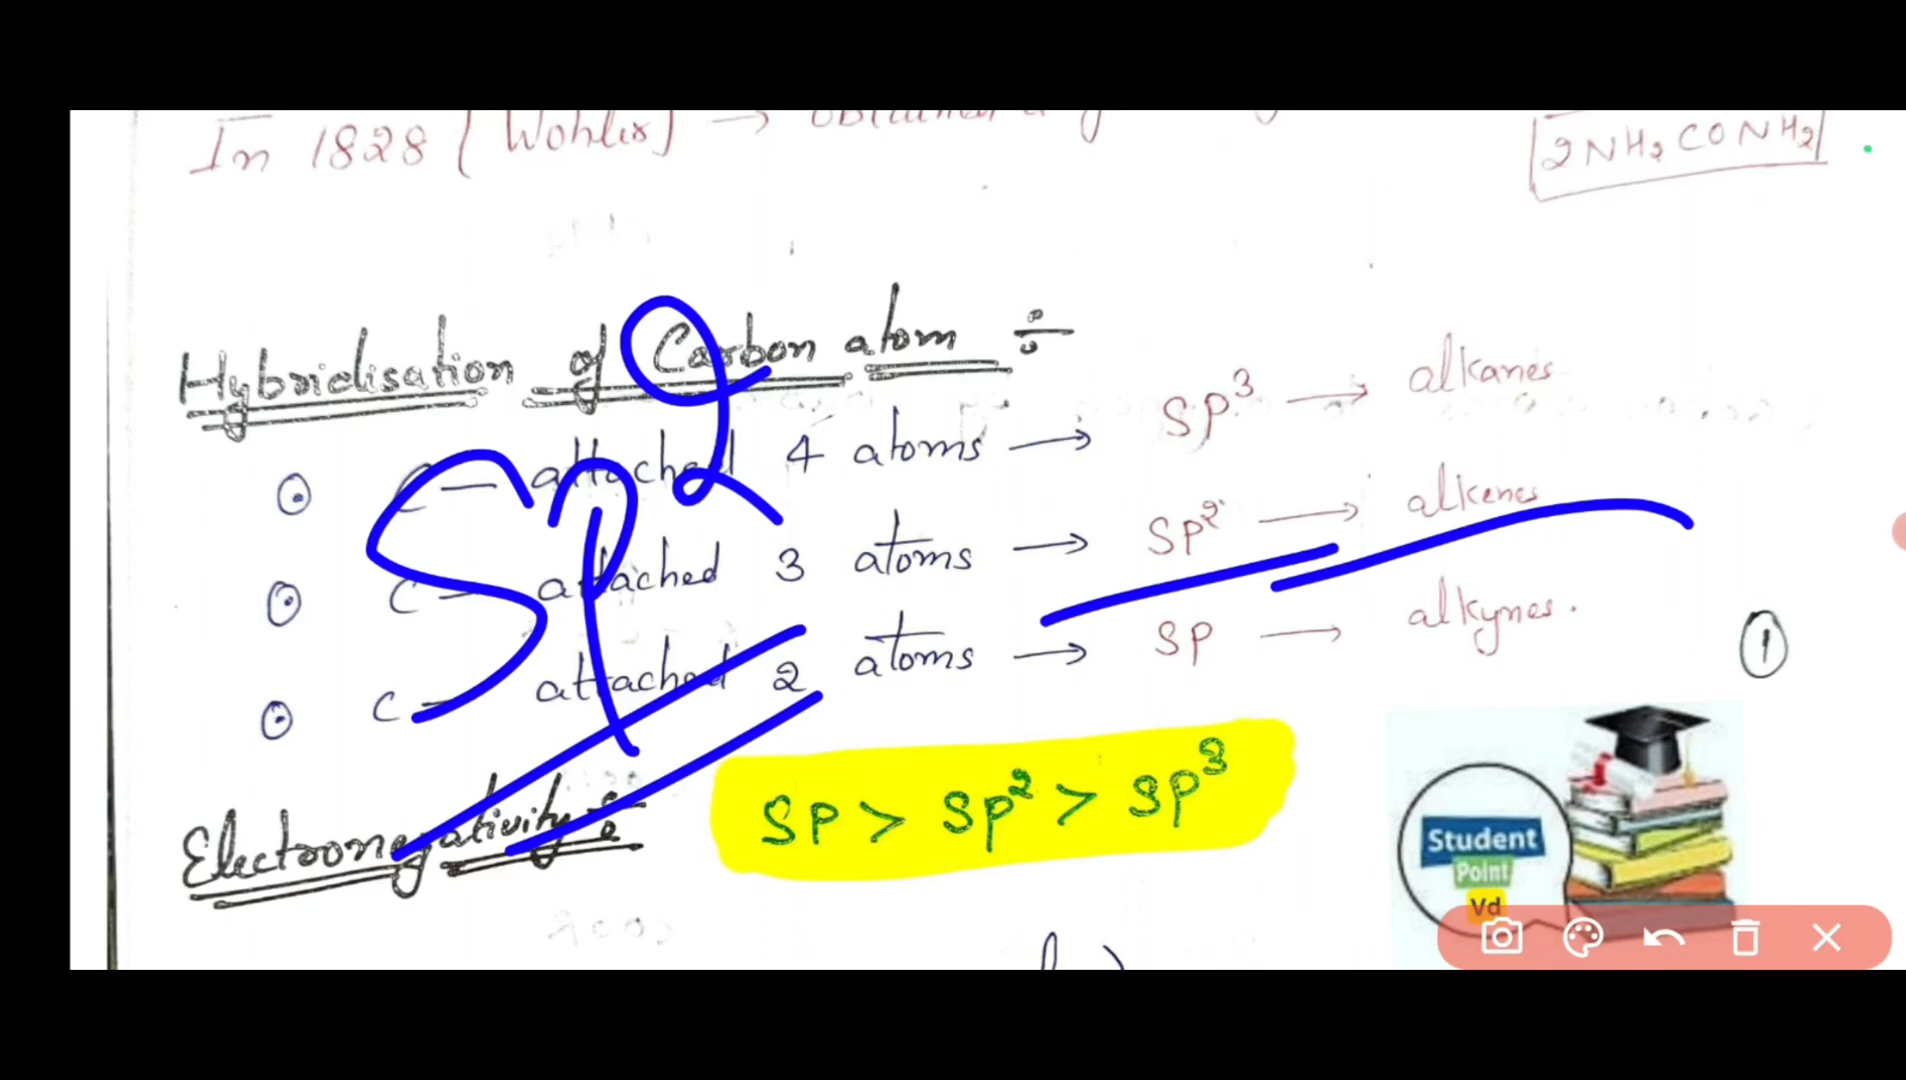 In 1828 (Wohler) → obtained
2NH₂CONH₂
Hybridisation of Carbon atom ÷
C — attached 4 atoms → SP³ → alkanes
C — attached 3 atoms → SP² → alkenes
C — attached 2 atoms → SP → alkynes.
SP²
1
Electronegativity ÷ SP > SP² > SP³
Student
Point
Vd